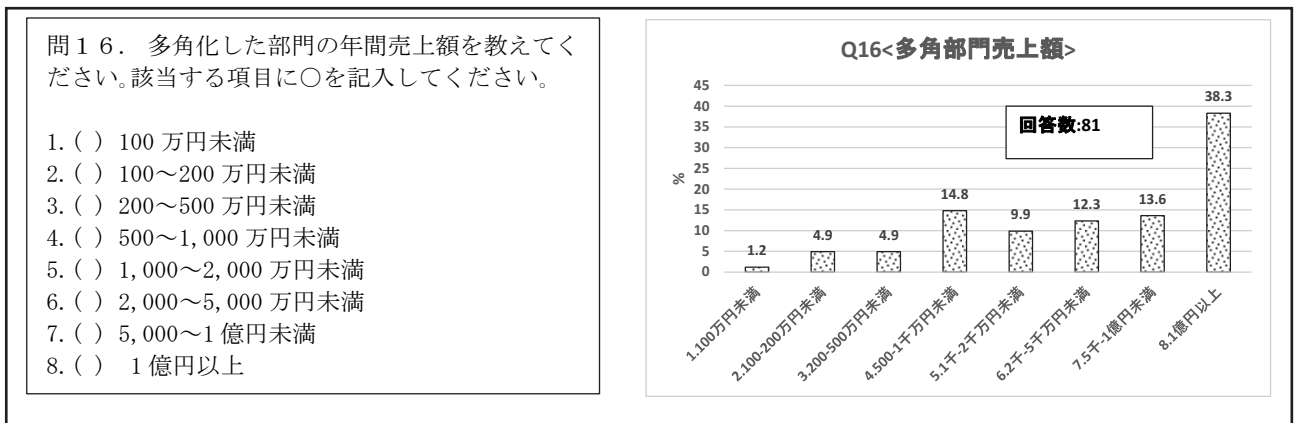 問１６．　多角化した部門の年間売上額を教えてく
ださい。該当する項目に○を記入してください。
1. ( ) 100 万円未満
2. ( ) 100～200 万円未満
3. ( ) 200～500 万円未満
4. ( ) 500～1,000 万円未満
5. ( ) 1,000～2,000 万円未満
6. ( ) 2,000～5,000 万円未満
7. ( ) 5,000～1 億円未満
8. ( ) 1 億円以上
Q16<多角部門売上額>
回答数:81
%
45
40
35
30
25
20
15
10
5
0
1.2
4.9
4.9
14.8
9.9
12.3
13.6
38.3
1.100万円未満
2.100-200万円未満
3.200-500万円未満
4.500-1千万円未満
5.1千-2千万円未満
6.2千-5千万円未満
7.5千-1億円未満
8.1億円以上